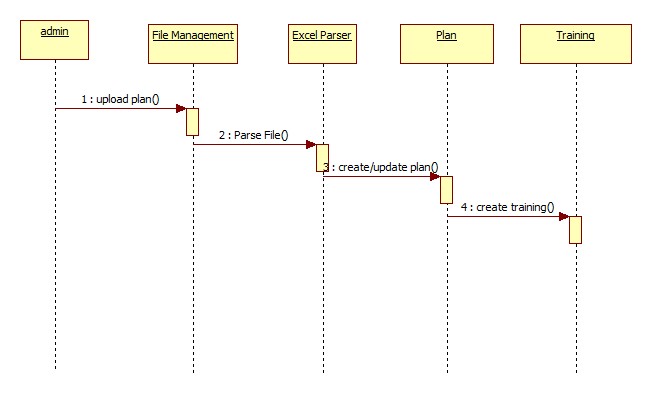 admin
File Management
Excel Parser
Plan
Training
1 : upload plan()
2 : Parse File()
3 : create/update plan()
4 : create training()